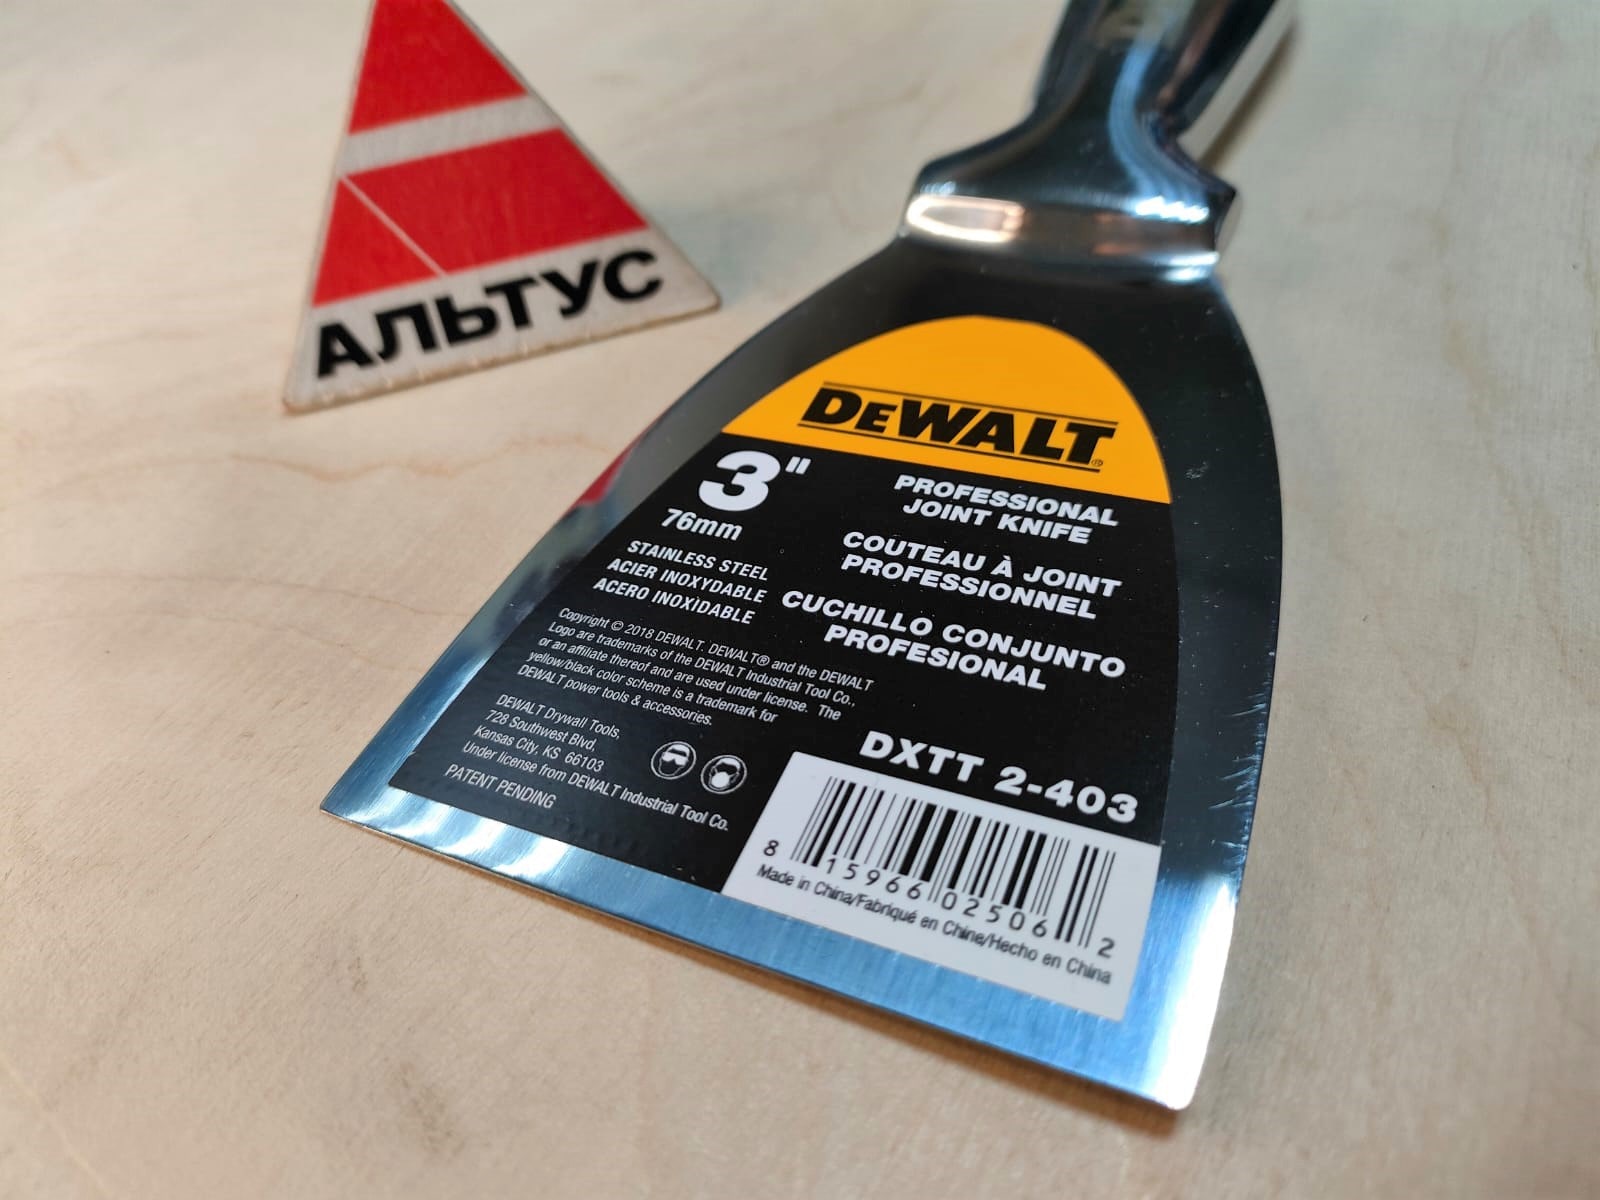 АЛЬТУС
DEWALT®
3"
76mm
STAINLESS STEEL
ACIER INOXYDABLE
ACERO INOXÌDABLE
PROFESSIONAL
JOINT KNIFE
COUTEAU À JOINT
PROFESSIONNEL
CUCHILLO CONJUNTO
PROFESIONAL
Copyright © 2018 DEWALT. DEWALT® and the DEWALT
Logo are trademarks of the DEWALT Industrial Tool Co.,
or an affiliate thereof and are used under license. The
yellow/black color scheme is a trademark for
DEWALT power tools & accessories.
DEWALT Drywall Tools,
728 Southwest Blvd,
Kansas City, KS 66103
Under license from DEWALT Industrial Tool Co.
PATENT PENDING
DXTT 2-403
8 15966 02506 2
Made in China/Fabriqué en Chine/Hecho en China